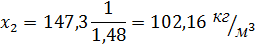 x₂ = 147,3 1/1,48 = 102,16 кг/м³